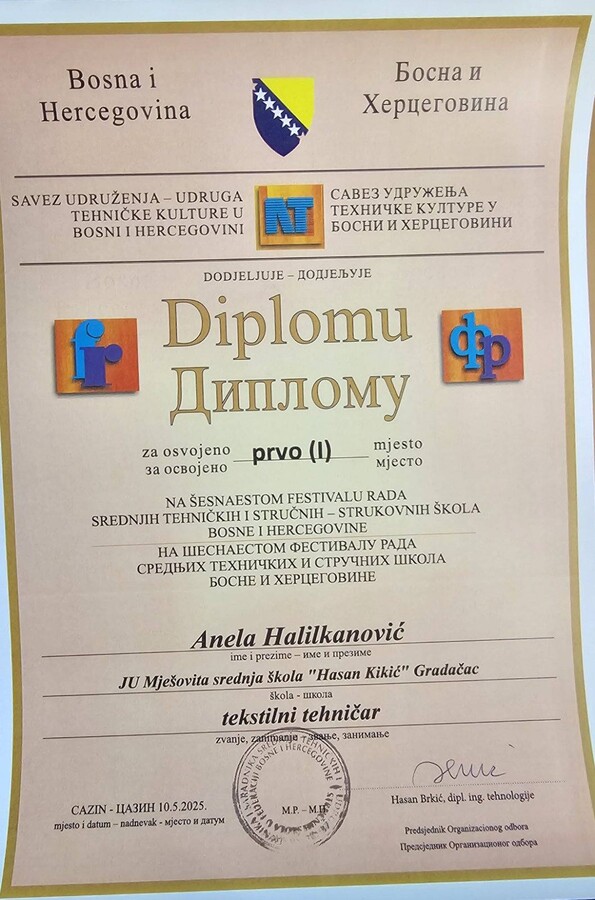 Bosna i
Hercegovina
Босна и
Херцеговина
SAVEZ UDRUŽENJA – UDRUGA
TEHNIČKE KULTURE U
BOSNI I HERCEGOVINI
САВЕЗ УДРУЖЕЊА
ТЕХНИЧКЕ КУЛТУРЕ У
БОСНИ И ХЕРЦЕГОВИНИ
DODJELJUJE – ДОДЈЕЉУЈЕ
fr
Diplomu
Диплому
фр
za osvojeno
за освојено
prvo (I)
mjesto
мјесто
NA ŠESNAESTOM FESTIVALU RADA
SREDNJIH TEHNIČKIH I STRUČNIH – STRUKOVNIH ŠKOLA
BOSNE I HERCEGOVINE
НА ШЕСНАЕСТОМ ФЕСТИВАЛУ РАДА
СРЕДЊИХ ТЕХНИЧКИХ И СТРУЧНИХ ШКОЛА
БОСНЕ И ХЕРЦЕГОВИНЕ
Anela Halilkanović
ime i prezime – име и презиме
JU Mješovita srednja škola "Hasan Kikić" Gradačac
škola - школа
tekstilni tehničar
zvanje, zanimanje – звање, занимање
CAZIN - ЦАЗИН 10.5.2025.
mjesto i datum – nadnevak - мјесто и датум
M.P. – М.П.
Hasan Brkić, dipl. ing. tehnologije
Predsjednik Organizacionog odbora
Предсједник Организационог одбора